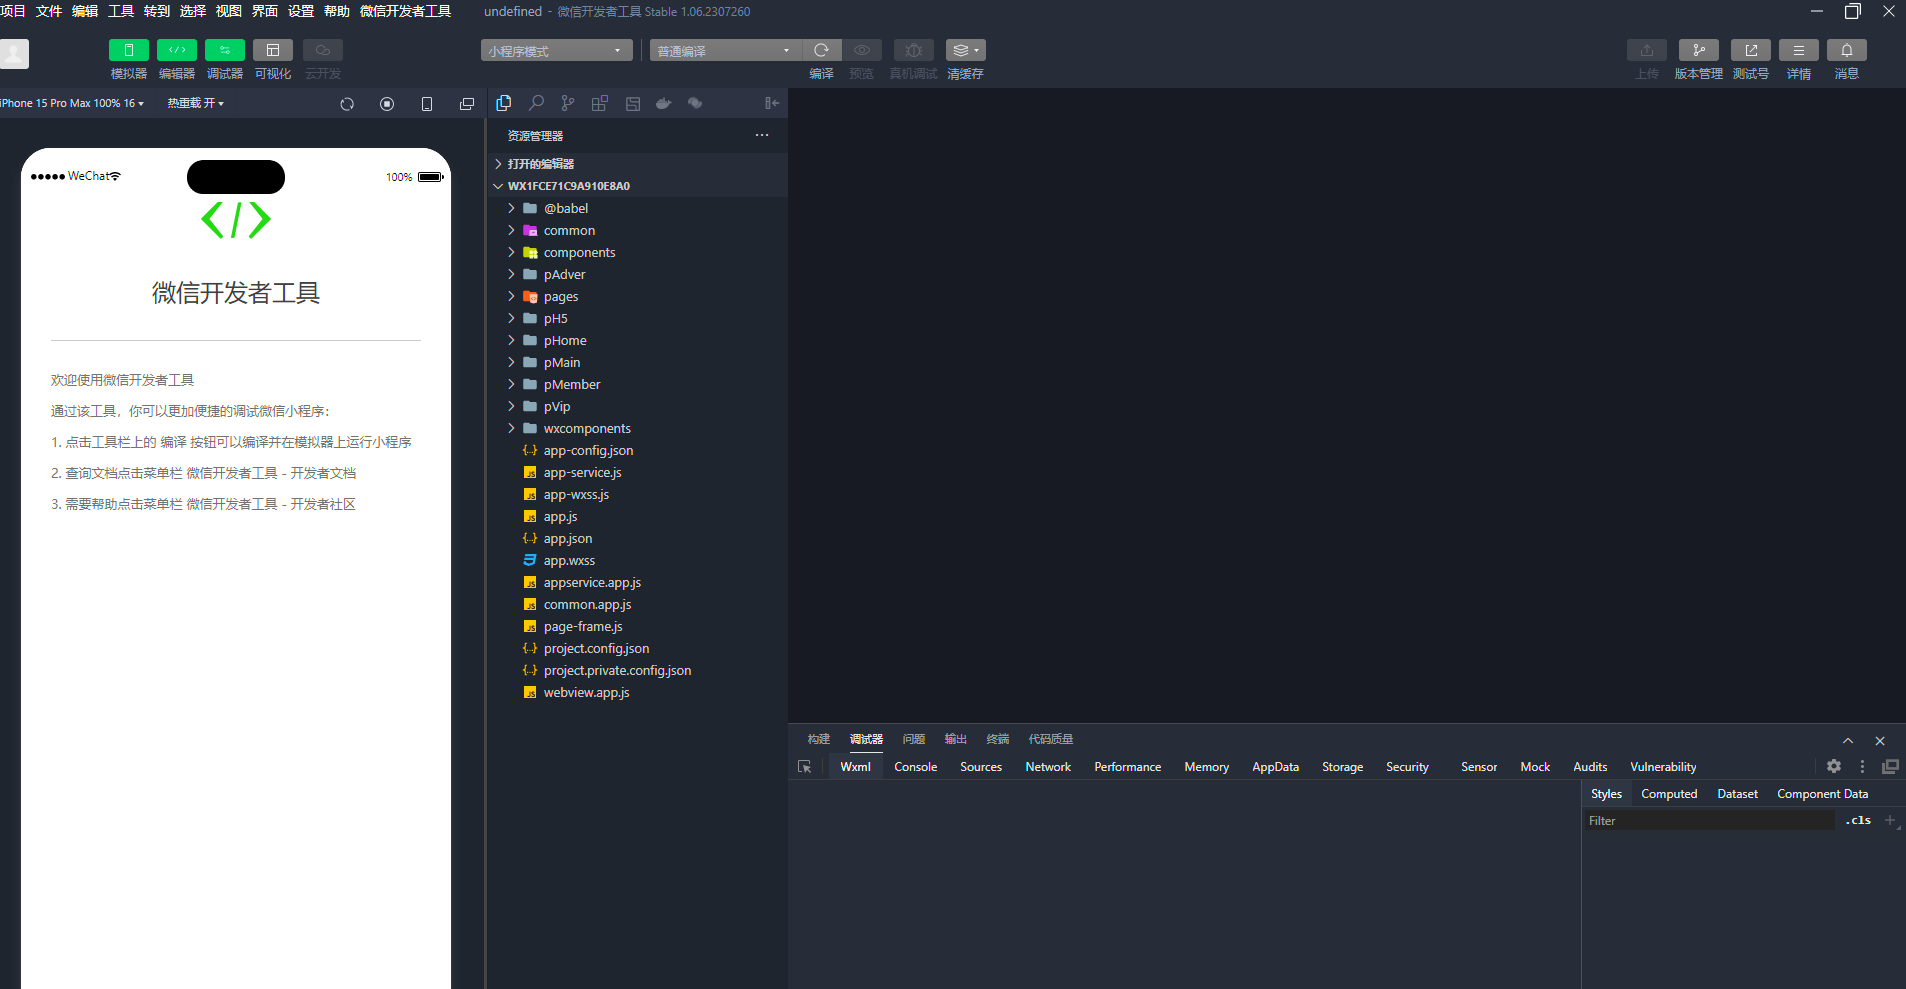 项目 文件 编辑 工具 转到 选择 视图 界面 设置 帮助 微信开发者工具 undefined - 微信开发者工具 Stable 1.06.2307260
小程序模式 普通编译
模拟器 编辑器 调试器 可视化 云开发 编译 预览 真机调试 清缓存 上传 版本管理 测试号 详情 消息
iPhone 15 Pro Max 100% 16 热重载 开
WeChat 100%
</>
微信开发者工具
欢迎使用微信开发者工具
通过该工具，你可以更加便捷的调试微信小程序：
1. 点击工具栏上的 编译 按钮可以编译并在模拟器上运行小程序
2. 查询文档点击菜单栏 微信开发者工具 - 开发者文档
3. 需要帮助点击菜单栏 微信开发者工具 - 开发者社区
资源管理器
打开的编辑器
WX1FCE71C9A910E8A0
@babel
common
components
pAdver
pages
pH5
pHome
pMain
pMember
pVip
wxcomponents
app-config.json
app-service.js
app-wxss.js
app.js
app.json
app.wxss
appservice.app.js
common.app.js
page-frame.js
project.config.json
project.private.config.json
webview.app.js
构建 调试器 问题 输出 终端 代码质量
Wxml Console Sources Network Performance Memory AppData Storage Security Sensor Mock Audits Vulnerability
Styles Computed Dataset Component Data
Filter .cls